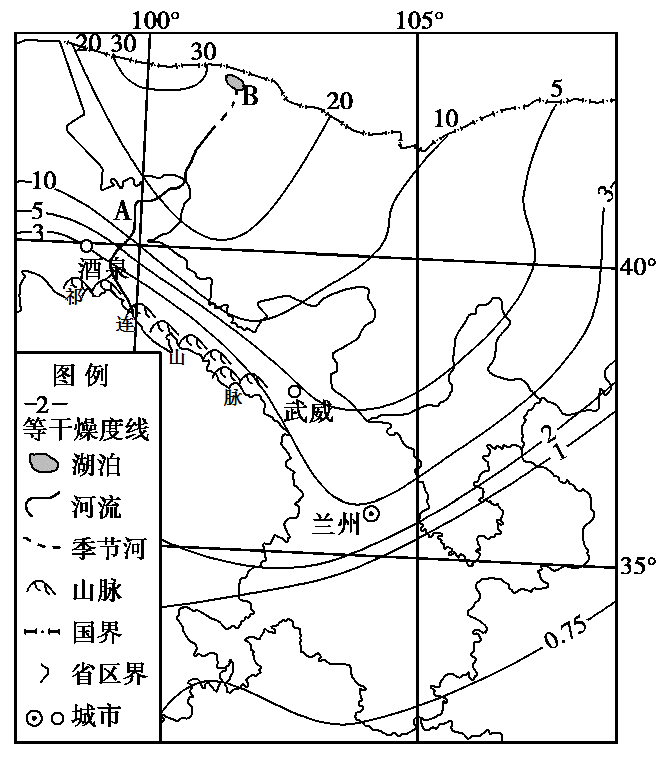 100°
105°
20 30
30
B
20
10
5
3
10
A
5
3
40°
酒泉
祁
连
山
脉
武威
兰州
2
1
35°
0.75
图 例
-2-
等干燥度线
湖泊
河流
季节河
山脉
国界
省区界
城市